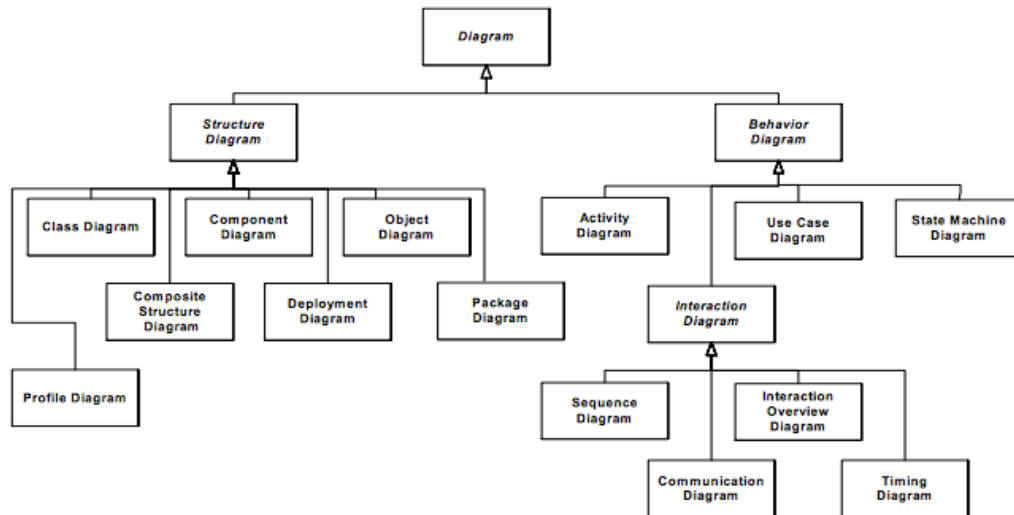 Diagram
Structure
Diagram
Behavior
Diagram
Class Diagram
Component
Diagram
Object
Diagram
Activity
Diagram
Use Case
Diagram
State Machine
Diagram
Composite
Structure
Diagram
Deployment
Diagram
Package
Diagram
Interaction
Diagram
Profile Diagram
Sequence
Diagram
Interaction
Overview
Diagram
Communication
Diagram
Timing
Diagram